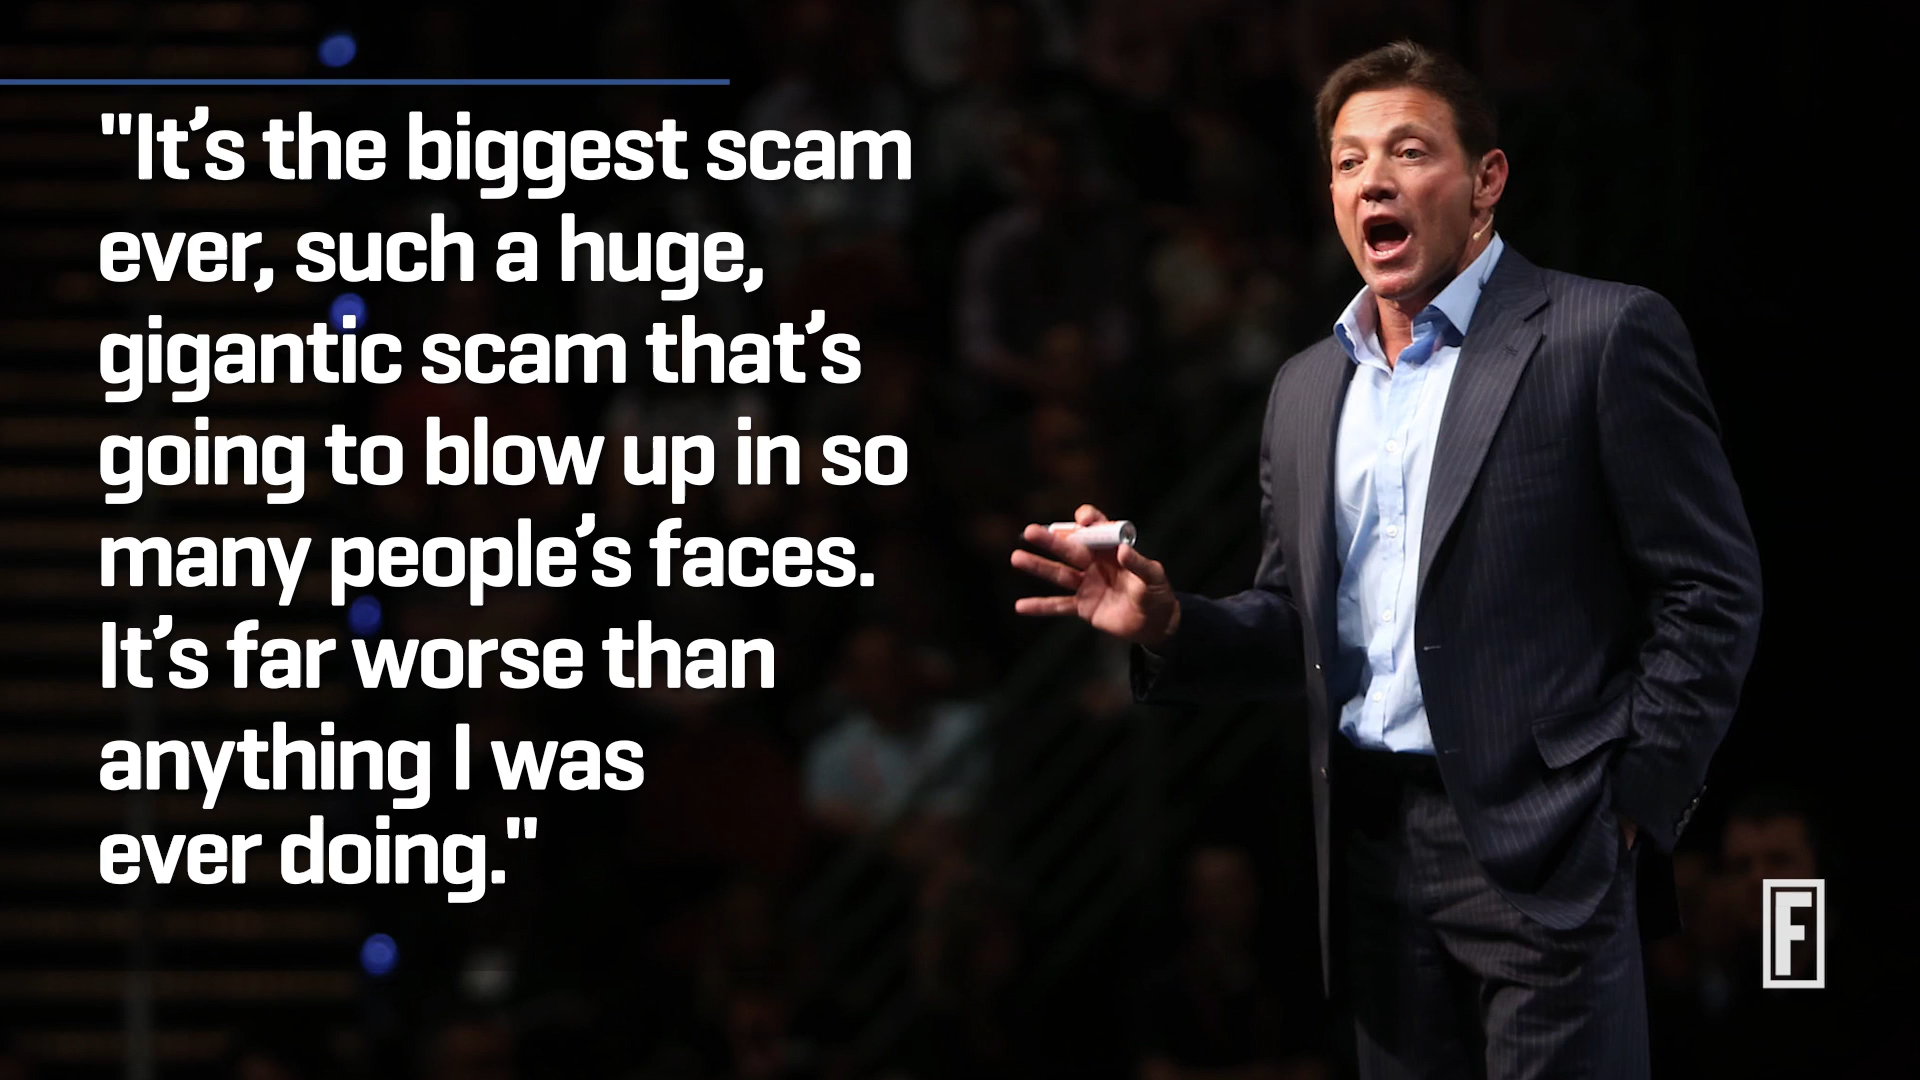 "It’s the biggest scam
ever, such a huge,
gigantic scam that’s
going to blow up in so
many people’s faces.
It’s far worse than
anything I was
ever doing."
F